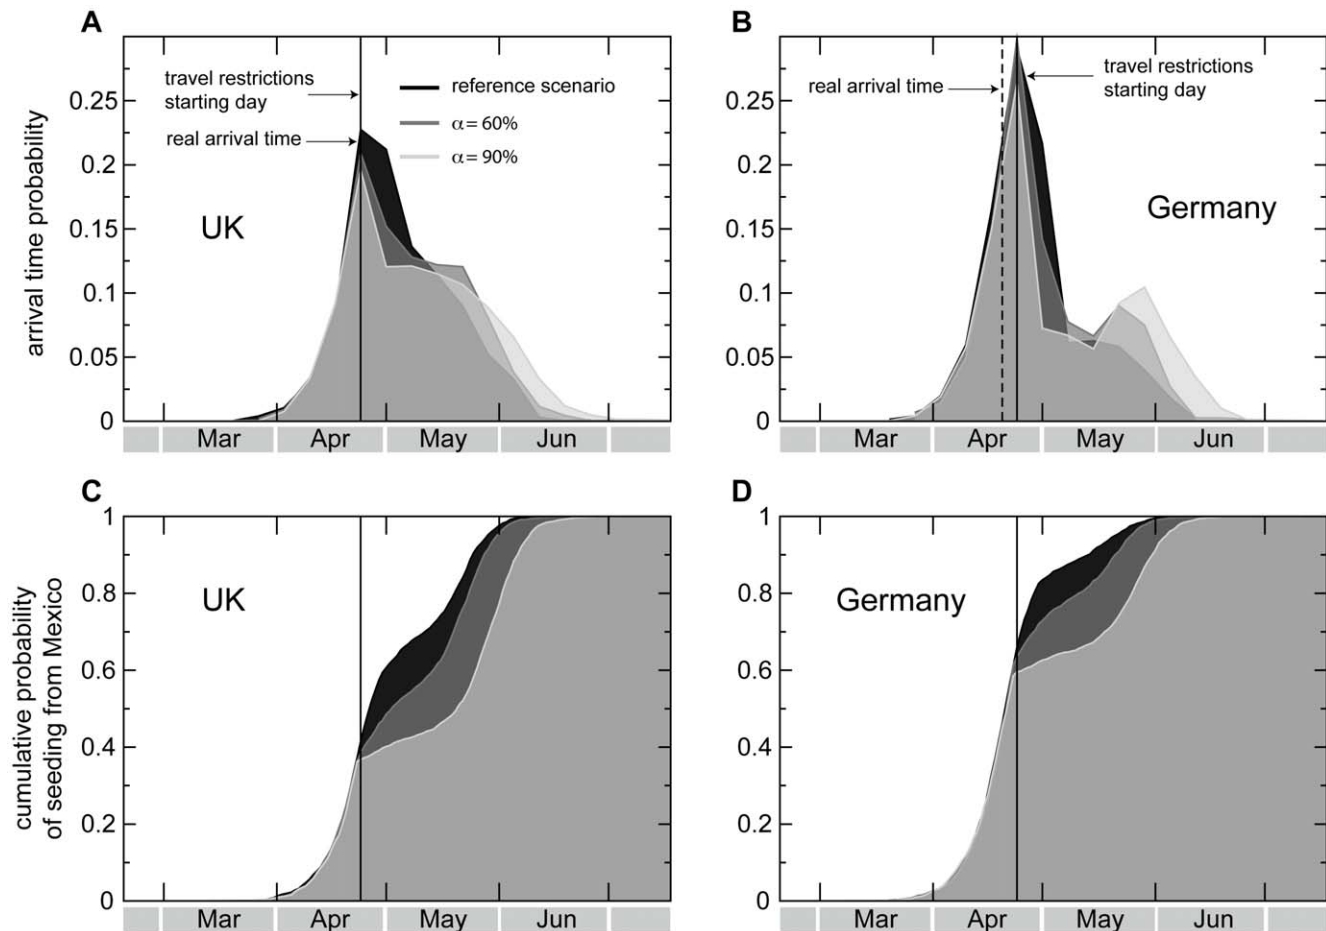 A
arrival time probability
0.25
0.2
0.15
0.1
0.05
0
travel restrictions
starting day
real arrival time
reference scenario
α = 60%
α = 90%
UK
Mar
Apr
May
Jun
B
0.25
0.2
0.15
0.1
0.05
0
real arrival time
travel restrictions
starting day
Germany
Mar
Apr
May
Jun
C
cumulative probability
of seeding from Mexico
1
0.8
0.6
0.4
0.2
0
UK
Mar
Apr
May
Jun
D
1
0.8
0.6
0.4
0.2
0
Germany
Mar
Apr
May
Jun